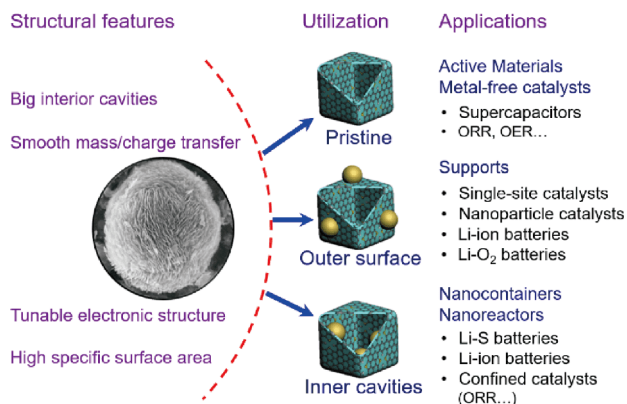 Structural features
Utilization
Applications
Big interior cavities
Smooth mass/charge transfer
Tunable electronic structure
High specific surface area
Pristine
Outer surface
Inner cavities
Active Materials
Metal-free catalysts
• Supercapacitors
• ORR, OER...
Supports
• Single-site catalysts
• Nanoparticle catalysts
• Li-ion batteries
• Li-O₂ batteries
Nanocontainers
Nanoreactors
• Li-S batteries
• Li-ion batteries
• Confined catalysts
(ORR...)